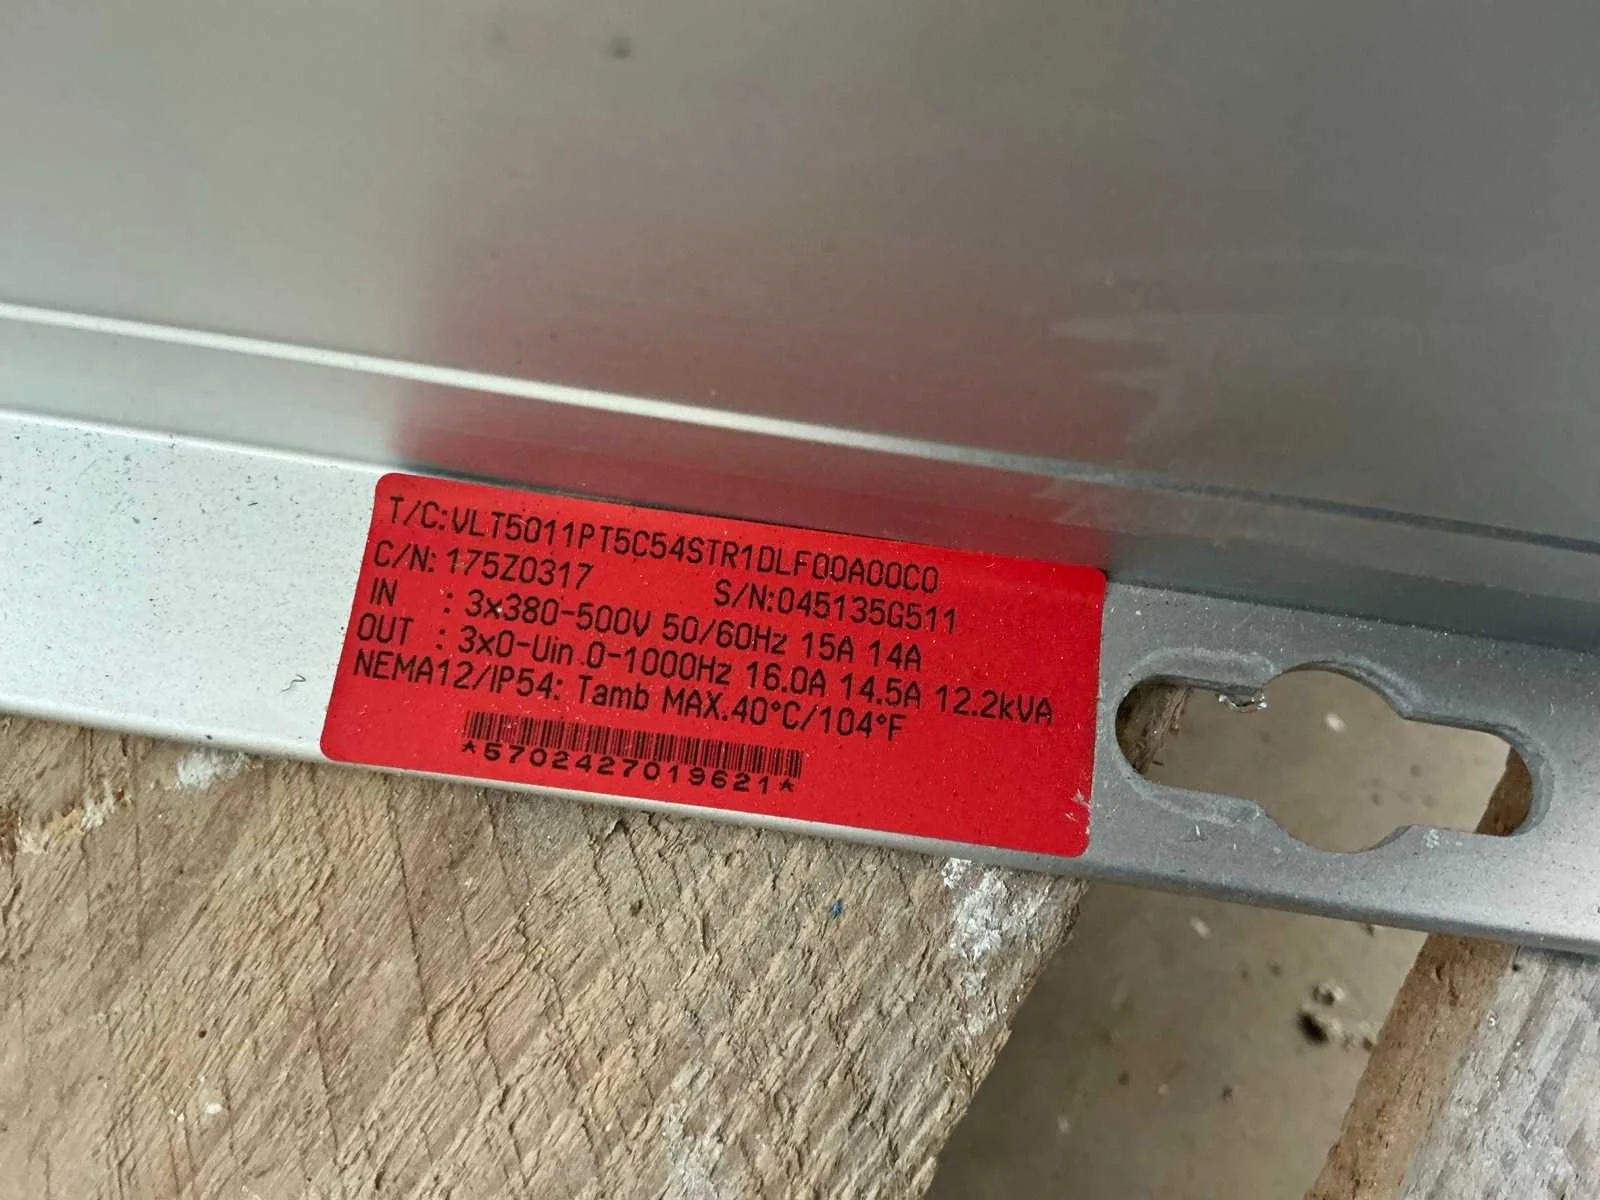 T/C:VLT5011PT5C54STR1DLF00A00C0
C/N:175Z0317 S/N:045135G511
IN : 3x380-500V 50/60Hz 15A 14A
OUT : 3x0-Uin 0-1000Hz 16.0A 14.5A 12.2kVA
NEMA12/IP54: Tamb MAX.40°C/104°F
*5702427019621*